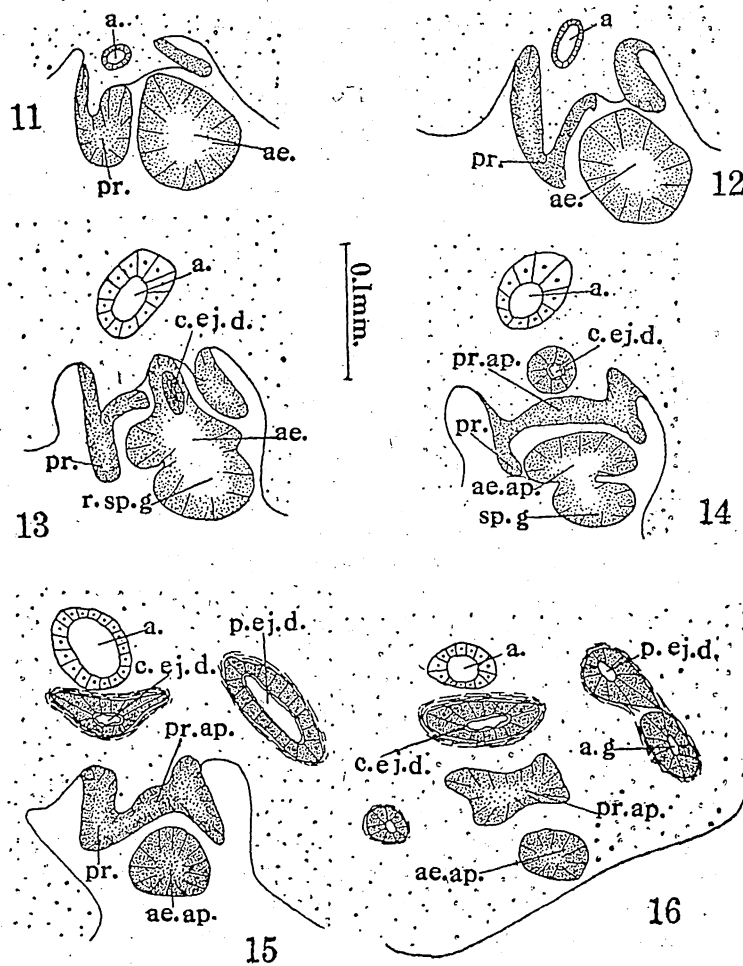 a..
11
pr.
ae.
a
pr.
ae.
12
a.
c.ej.d.
ae.
pr.
r.sp.g
13
0.1mm.
a.
c.ej.d.
pr.ap.
pr.
ae.ap.
sp.g
14
a.
c.ej.d.
p.ej.d.
pr.ap.
pr.
ae.ap.
15
a.
p.ej.d.
a.g
c.ej.d.
pr.ap.
ae.ap.
16